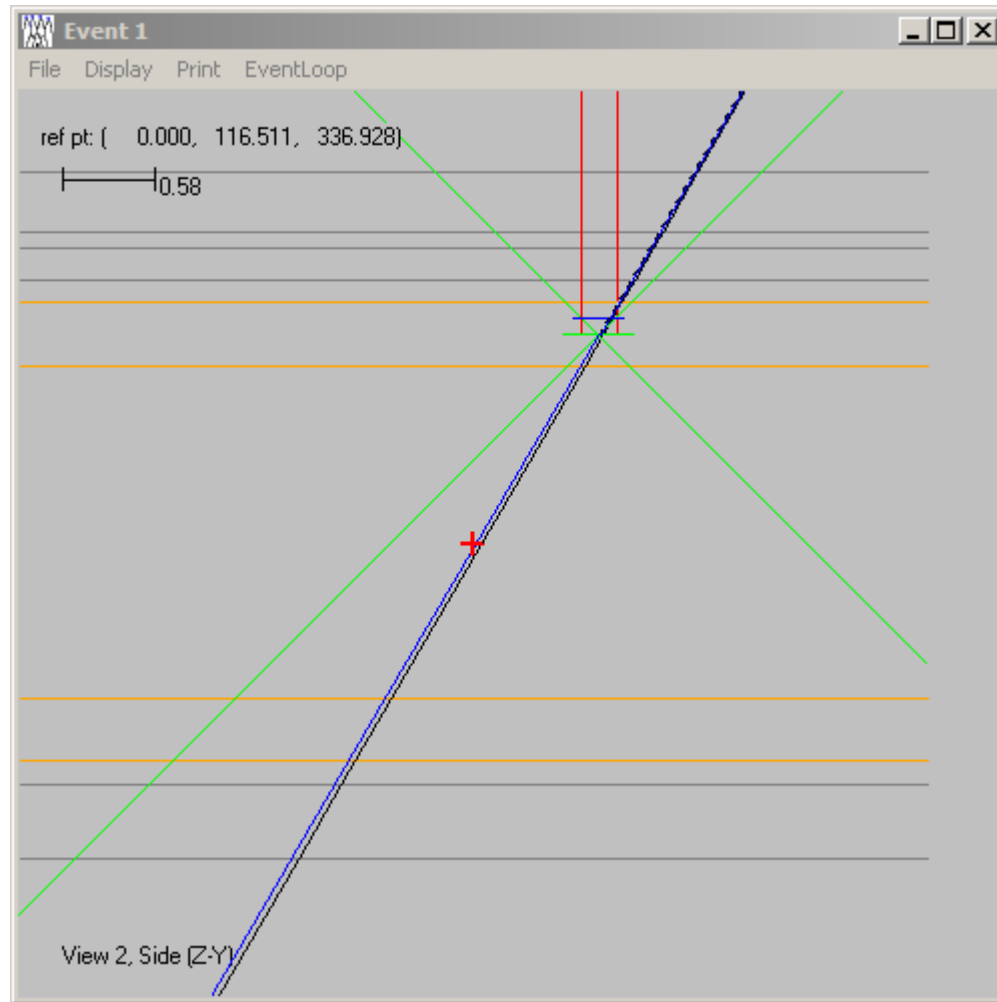 Event 1
File Display Print EventLoop
ref pt: ( 0.000, 116.511, 336.928)
0.58
View 2, Side (Z-Y)